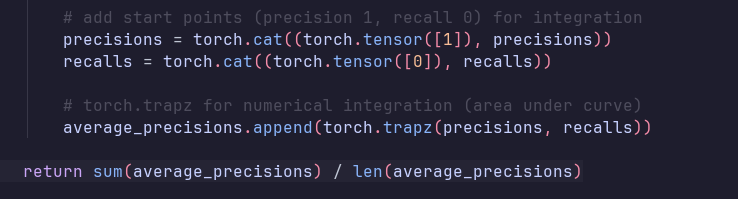 # add start points (precision 1, recall 0) for integration
precisions = torch.cat((torch.tensor([1]), precisions))
recalls = torch.cat((torch.tensor([0]), recalls))
# torch.trapz for numerical integration (area under curve)
average_precisions.append(torch.trapz(precisions, recalls))
return sum(average_precisions) / len(average_precisions)